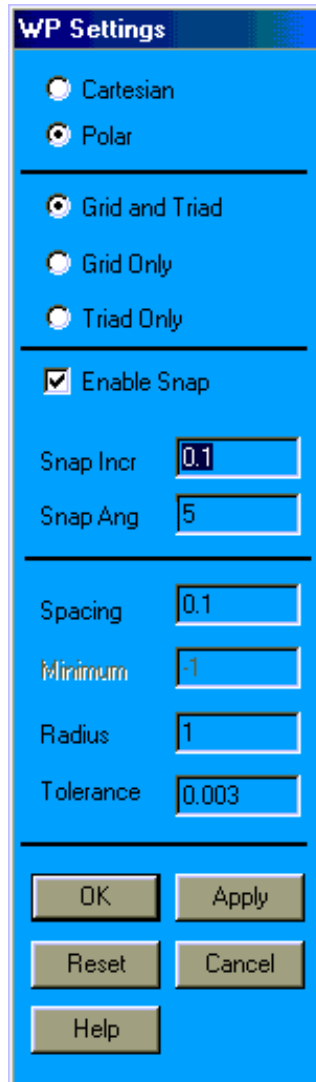 WP Settings
Cartesian
Polar
Grid and Triad
Grid Only
Triad Only
Enable Snap
Snap Incr 0.1
Snap Ang 5
Spacing 0.1
Minimum -1
Radius 1
Tolerance 0.003
OK Apply
Reset Cancel
Help